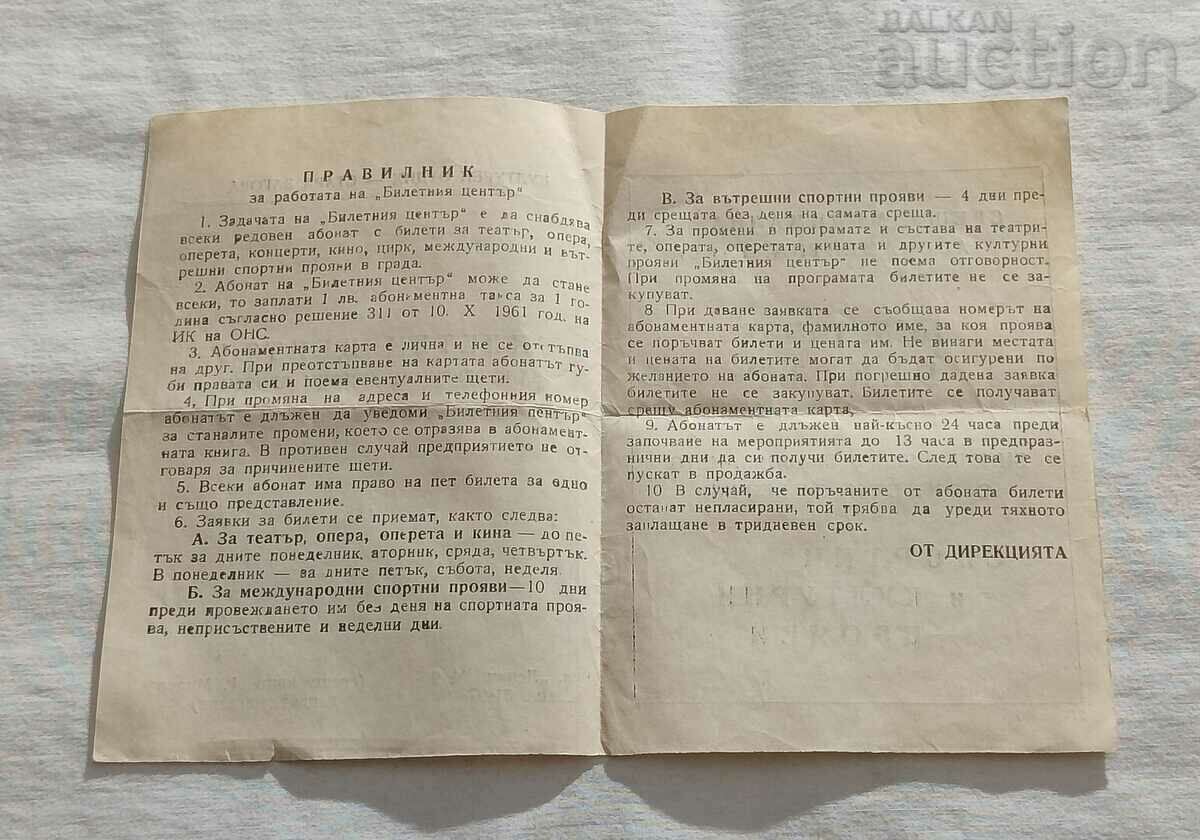 BALKAN
auction
ПРАВИЛНИК
за работата на „Билетния център“
1. Задачата на „Билетния център“ е да снабдява
всеки редовен абонат с билети за театър, опера,
оперета, концерти, кино, цирк, международни и вът-
решни спортни прояви в града.
2. Абонат на „Билетния център“ може да стане
всеки, то заплати 1 лв. абонаментна такса за 1 го-
дина съгласно решение 311 от 10. X 1961 год. на
ИК на ОНС.
3. Абонаментната карта е лична и не се отстъпва
на друг. При преотстъпване на картата абонатът гу-
би правата си и поема евентуалните щети.
4, При промяна на адреса и телефонния номер
абонатът е длъжен да уведоми „Билетния център“
за станалите промени, което се отразява в абонамент-
ната книга. В противен случай предприятието не от-
говаря за причинените щети.
5. Всеки абонат има право на пет билета за едно
и също представление.
6. Заявки за билети се приемат, както следва:
А. За театър, опера, оперета и кина — до пе-
тък за дните понеделник, вторник, сряда, четвъртък.
В понеделник — за дните петък, събота, неделя.
Б. За международни спортни прояви—10 дни
преди провеждането им без деня на спортната проя-
ва, неприсъствените и неделни дни.
В. За вътрешни спортни прояви — 4 дни пре-
ди срещата без деня на самата среща.
7. За промени в програмата и състава на театри-
те, операта, оперетата, кината и другите културни
прояви „Билетния център“ не поема отговорност.
При промяна на програмата билетите не се за-
купуват.
8 При даване заявката се съобщава номерът на
абонаментната карта, фамилното име, за коя проява
се поръчват билети и цената им. Не винаги местата
и цената на билетите могат да бъдат осигурени по
желанието на абоната. При погрешно дадена заявка
билетите не се закупуват. Билетите се получават
срещу абонаментната карта,
9. Абонатът е длъжен най-късно 24 часа преди
започване на мероприятията до 13 часа в предпраз-
нични дни да си получи билетите. След това те се
пускат в продажба.
10 В случай, че поръчаните от абоната билети
останат непласирани, той трябва да уреди тяхното
заплащане в тридневен срок.
ОТ ДИРЕКЦИЯТА